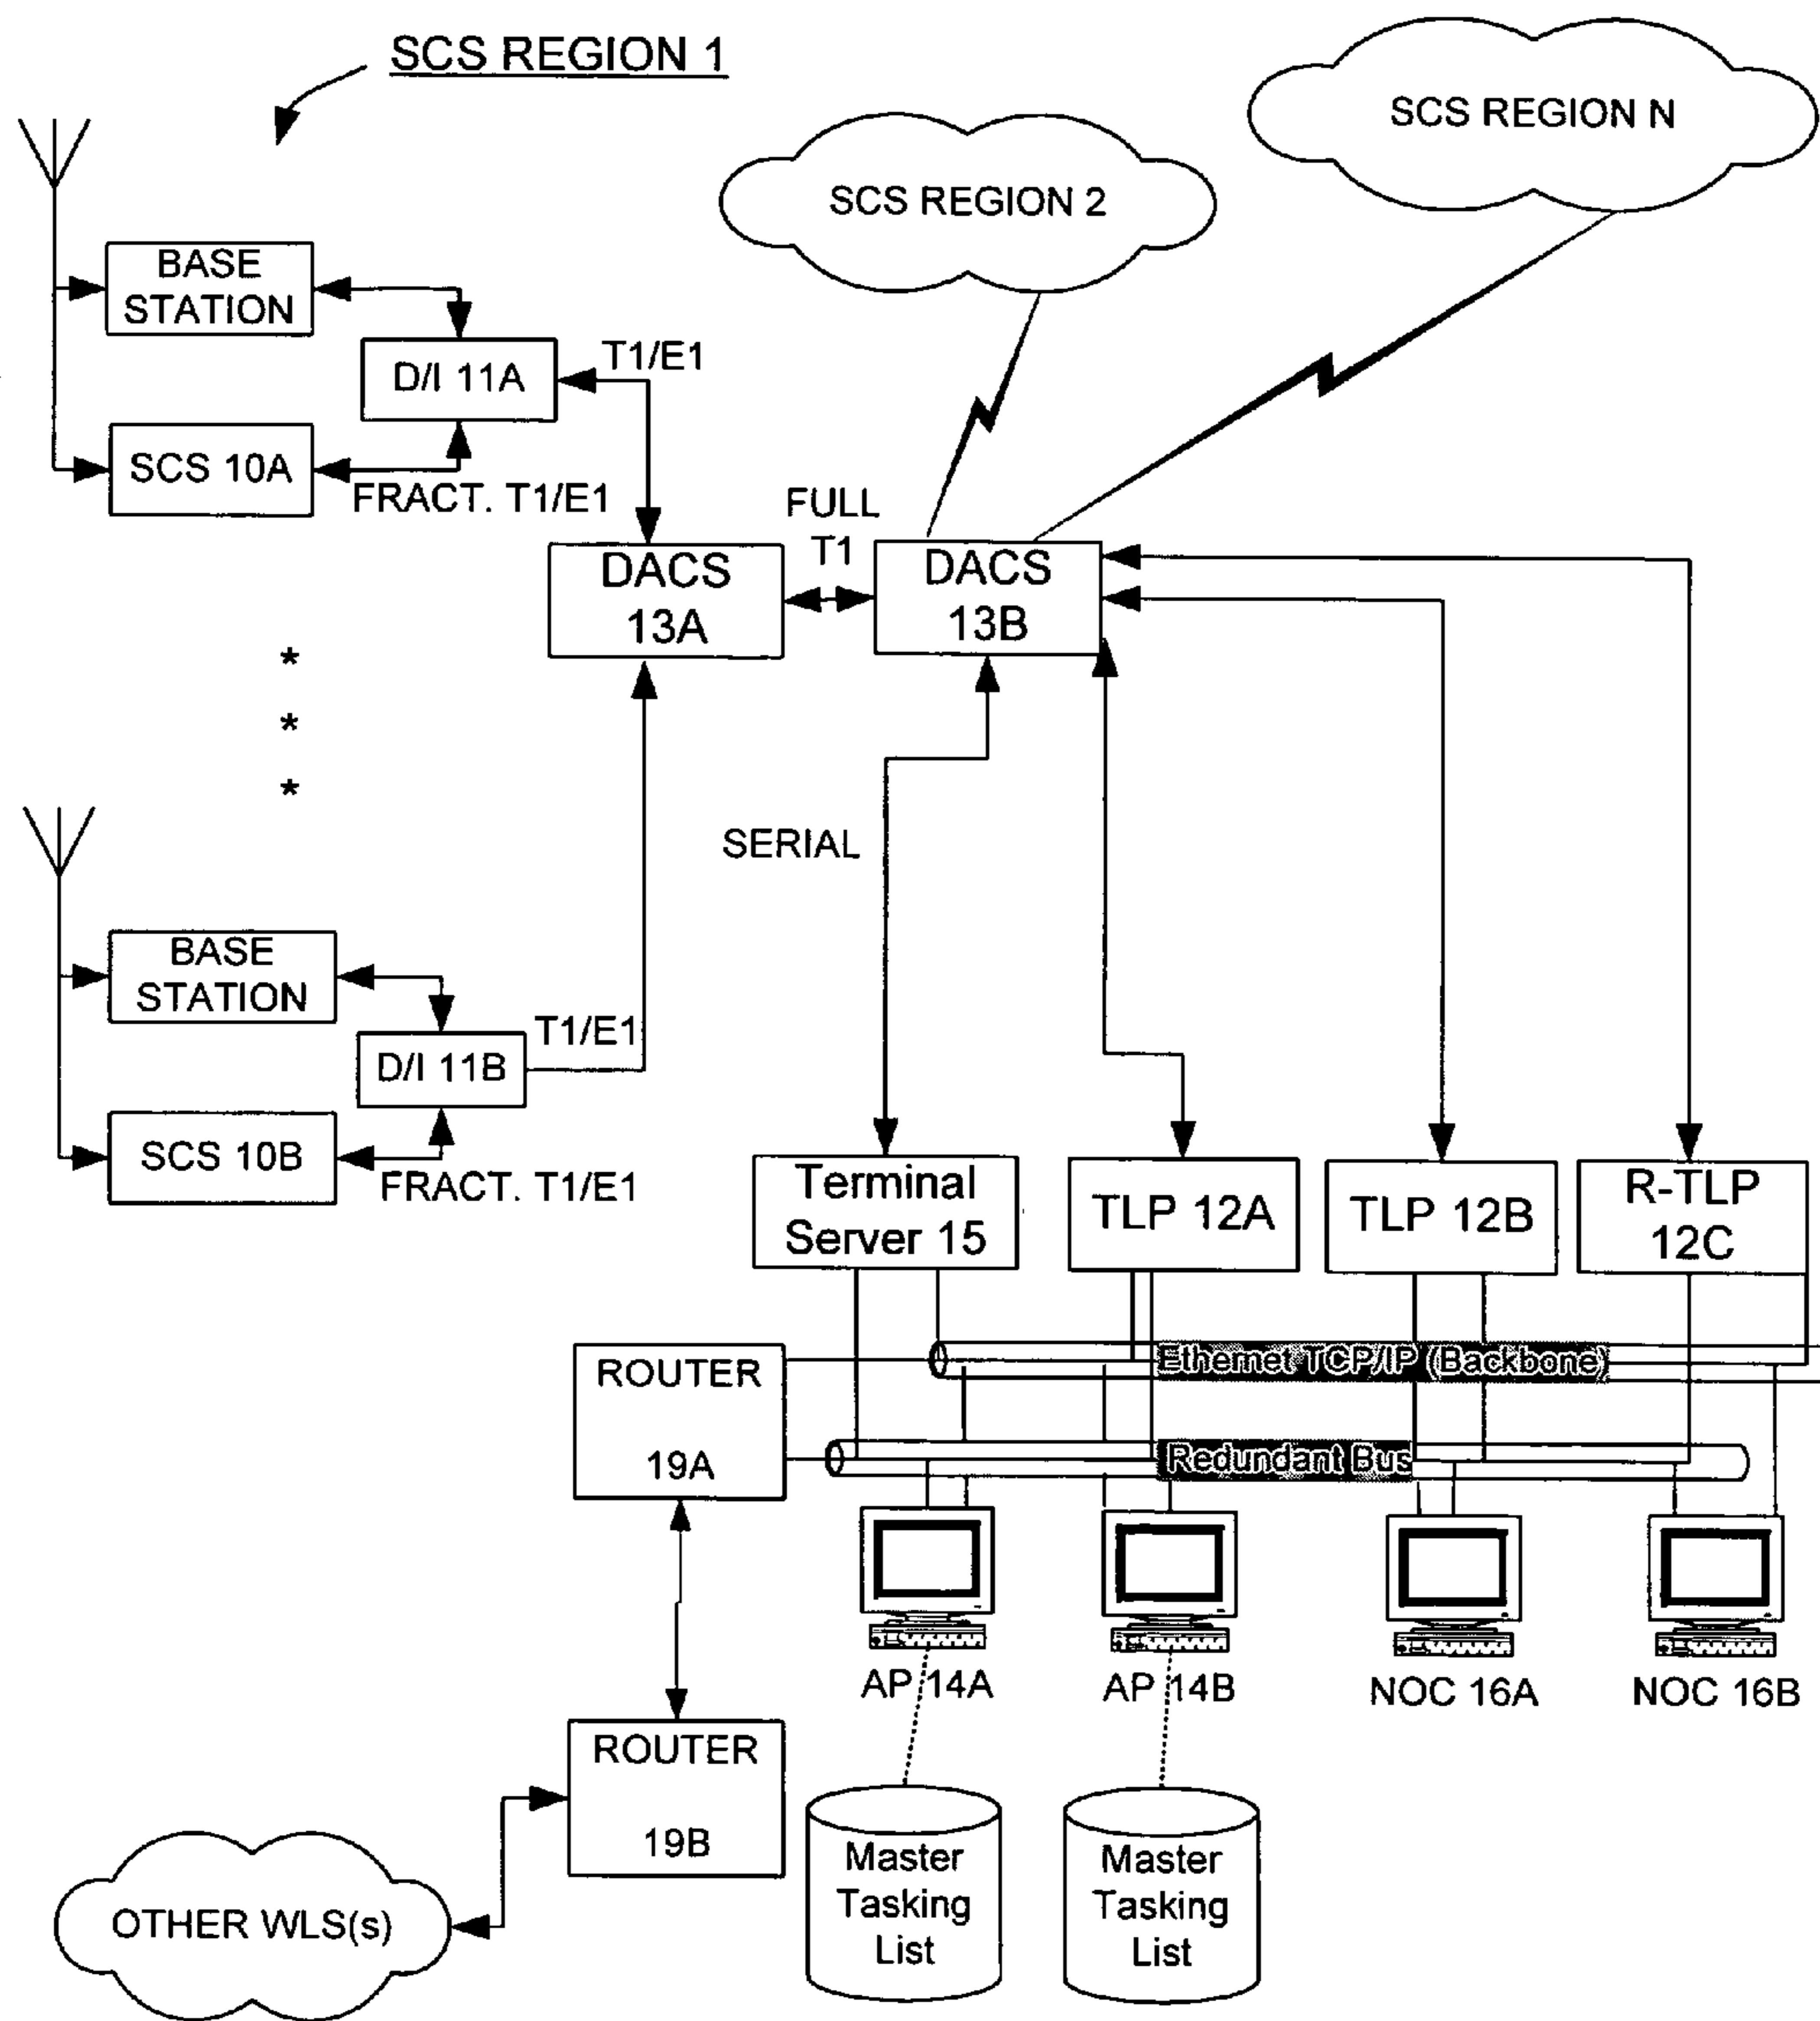 SCS REGION 1
SCS REGION N
SCS REGION 2
BASE
STATION
D/I 11A
T1/E1
SCS 10A
FRACT. T1/E1
FULL
T1
DACS
13A
DACS
13B
*
*
*
SERIAL
BASE
STATION
T1/E1
D/I 11B
SCS 10B
FRACT. T1/E1
Terminal
Server 15
TLP 12A
TLP 12B
R-TLP
12C
ROUTER
19A
Ethernet TCP/IP (Backbone)
Redundant Bus
AP 14A
AP 14B
NOC 16A
NOC 16B
ROUTER
19B
Master
Tasking
List
Master
Tasking
List
OTHER WLS(s)